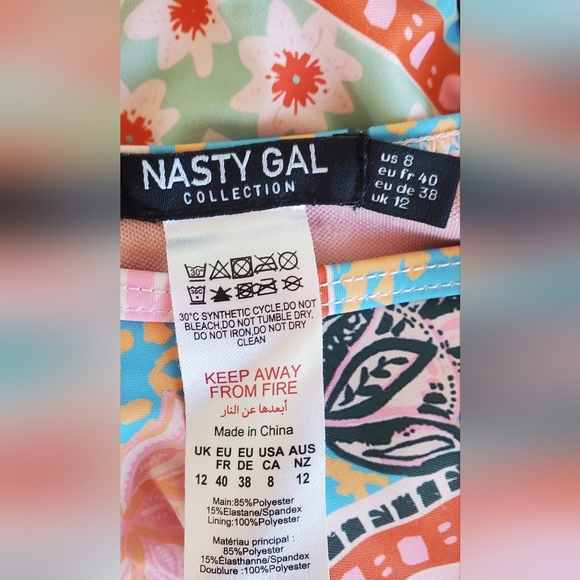 NASTY GAL
COLLECTION
us 8
eu fr 40
eu de 38
uk 12
30°C SYNTHETIC CYCLE,DO NOT
BLEACH,DO NOT TUMBLE DRY,
DO NOT IRON,DO NOT DRY
CLEAN
KEEP AWAY
FROM FIRE
أبعدها عن النار
Made in China
UK EU EU USA AUS
FR DE CA NZ
12 40 38 8 12
Main:85%Polyester
15%Elastane/Spandex
Lining:100%Polyester
Matériau principal :
85%Polyester
15%Élasthanne/Spandex
Doublure :100%Polyester